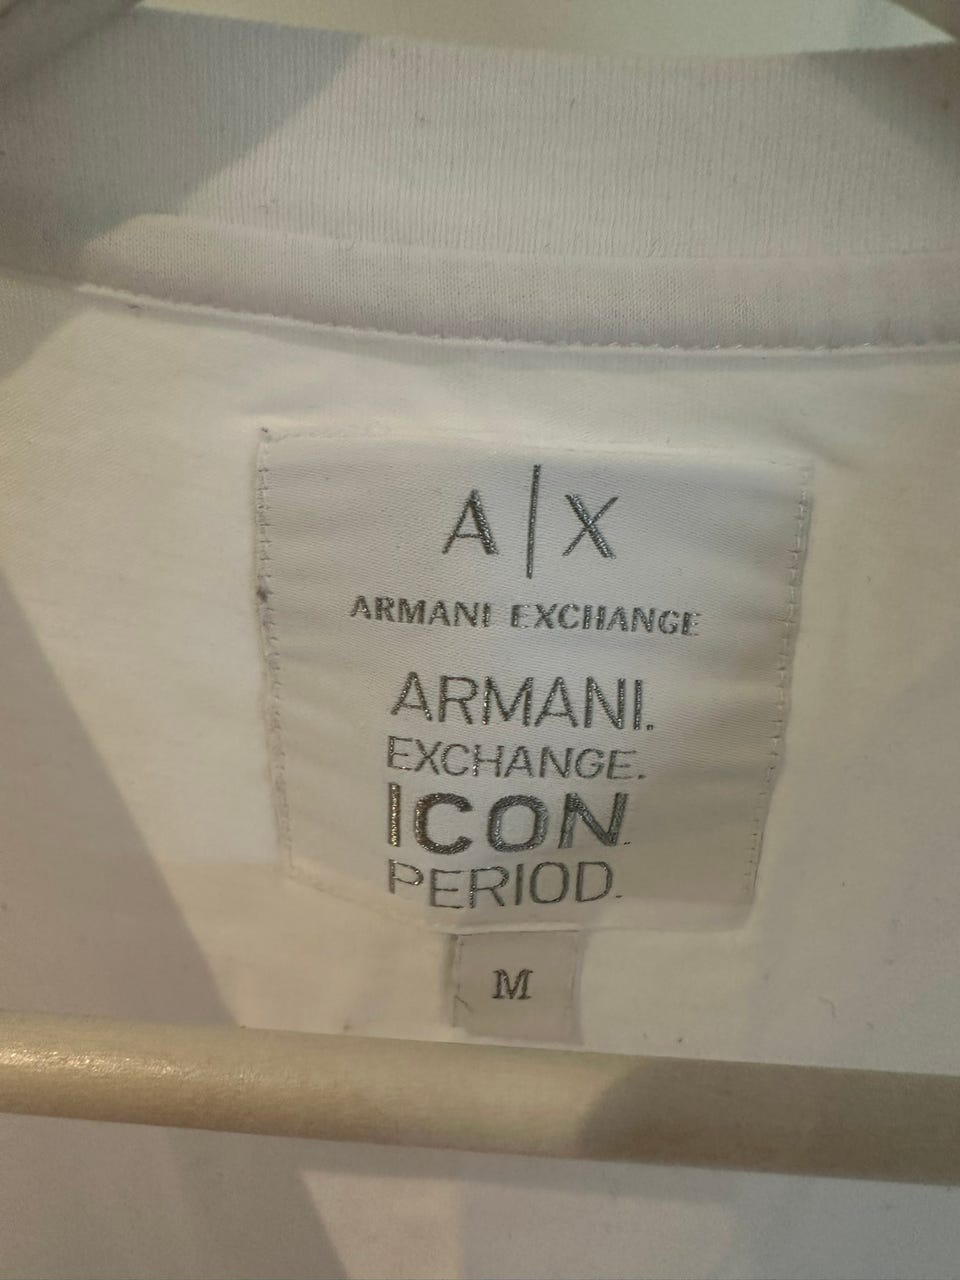 A|X
ARMANI EXCHANGE
ARMANI.
EXCHANGE.
ICON.
PERIOD.
M